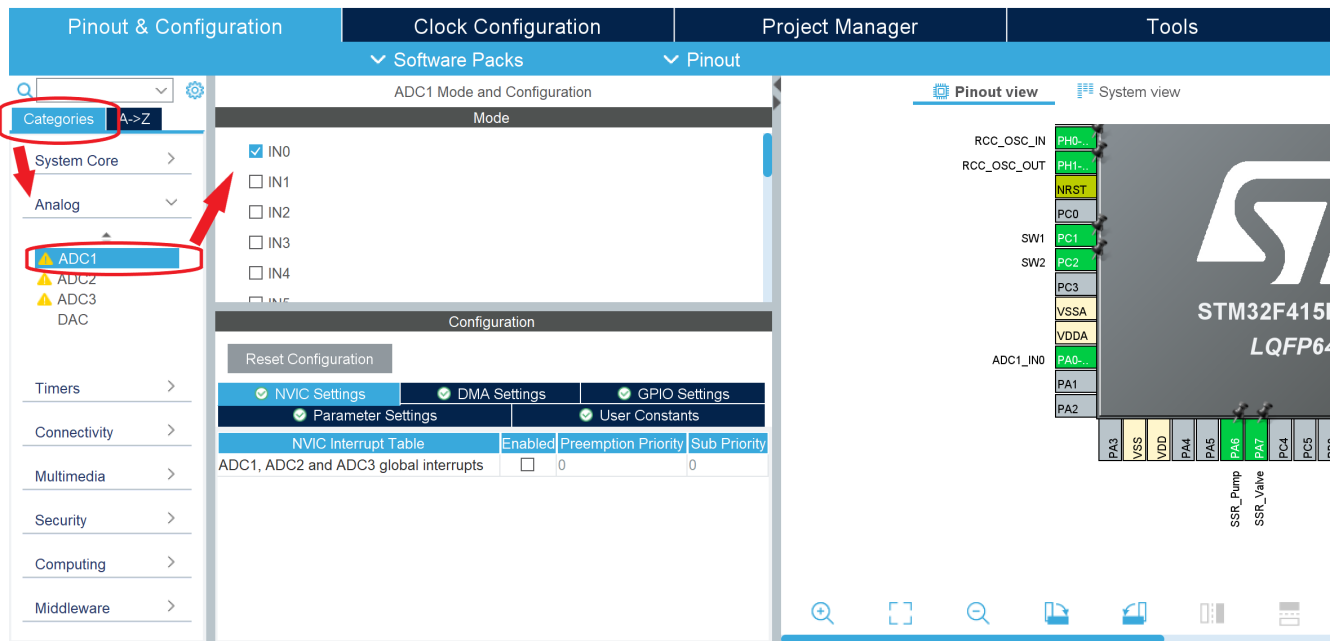 Pinout & Configuration
Clock Configuration
Project Manager
Tools
Software Packs
Pinout
Categories
A->Z
System Core
Analog
ADC1
ADC2
ADC3
DAC
Timers
Connectivity
Multimedia
Security
Computing
Middleware
ADC1 Mode and Configuration
Mode
IN0
IN1
IN2
IN3
IN4
IN5
Configuration
Reset Configuration
NVIC Settings
DMA Settings
GPIO Settings
Parameter Settings
User Constants
NVIC Interrupt Table Enabled Preemption Priority Sub Priority
ADC1, ADC2 and ADC3 global interrupts 0 0
Pinout view
System view
RCC_OSC_IN PH0-..
RCC_OSC_OUT PH1-..
NRST
PC0
SW1 PC1
SW2 PC2
PC3
VSSA
VDDA
ADC1_IN0 PA0-..
PA1
PA2
STM32F415
LQFP64
PA3
VSS
VDD
PA4
PA5
PA6
PA7
PC4
PC5
SSR_Pump
SSR_Valve